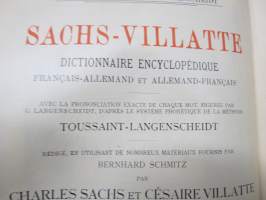 SACHS-VILLATTE
DICTIONNAIRE ENCYCLOPÉDIQUE
FRANÇAIS-ALLEMAND ET ALLEMAND-FRANÇAIS
AVEC LA PRONONCIATION EXACTE DE CHAQUE MOT, FIGURÉE PAR
G. LANGENSCHEIDT, D'APRÈS LE SYSTÈME PHONÉTIQUE DE LA MÉTHODE
TOUSSAINT-LANGENSCHEIDT
RÉDIGÉ, EN UTILISANT DE NOMBREUX MATÉRIAUX FOURNIS PAR
BERNHARD SCHMITZ
PAR
CHARLES SACHS ET CÉSAIRE VILLATTE